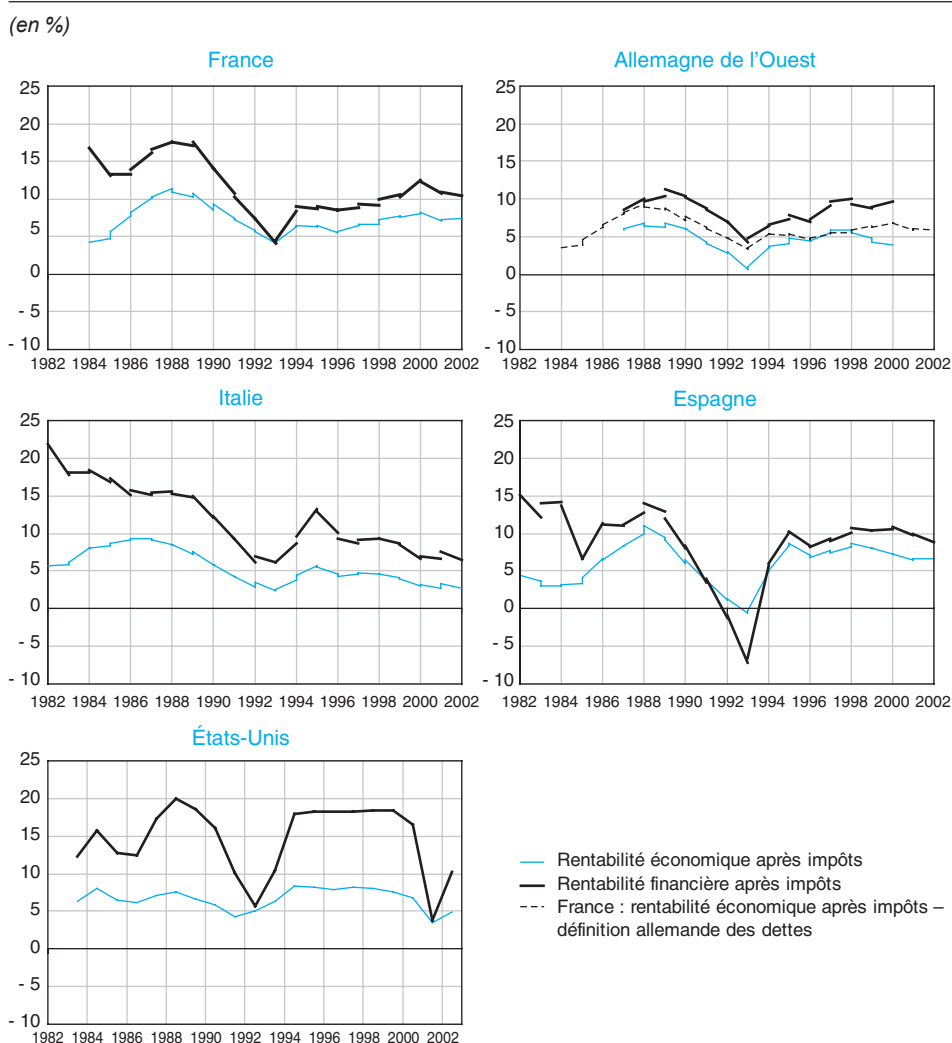 (en %)
France
25
20
15
10
5
0
- 5
- 10
1982 1984 1986 1988 1990 1992 1994 1996 1998 2000 2002
Allemagne de l'Ouest
25
20
15
10
5
0
- 5
- 10
1982 1984 1986 1988 1990 1992 1994 1996 1998 2000 2002
Italie
25
20
15
10
5
0
- 5
- 10
1982 1984 1986 1988 1990 1992 1994 1996 1998 2000 2002
Espagne
25
20
15
10
5
0
- 5
- 10
1982 1984 1986 1988 1990 1992 1994 1996 1998 2000 2002
États-Unis
25
20
15
10
5
0
- 5
- 10
1982 1984 1986 1988 1990 1992 1994 1996 1998 2000 2002
Rentabilité économique après impôts
Rentabilité financière après impôts
France : rentabilité économique après impôts –
définition allemande des dettes